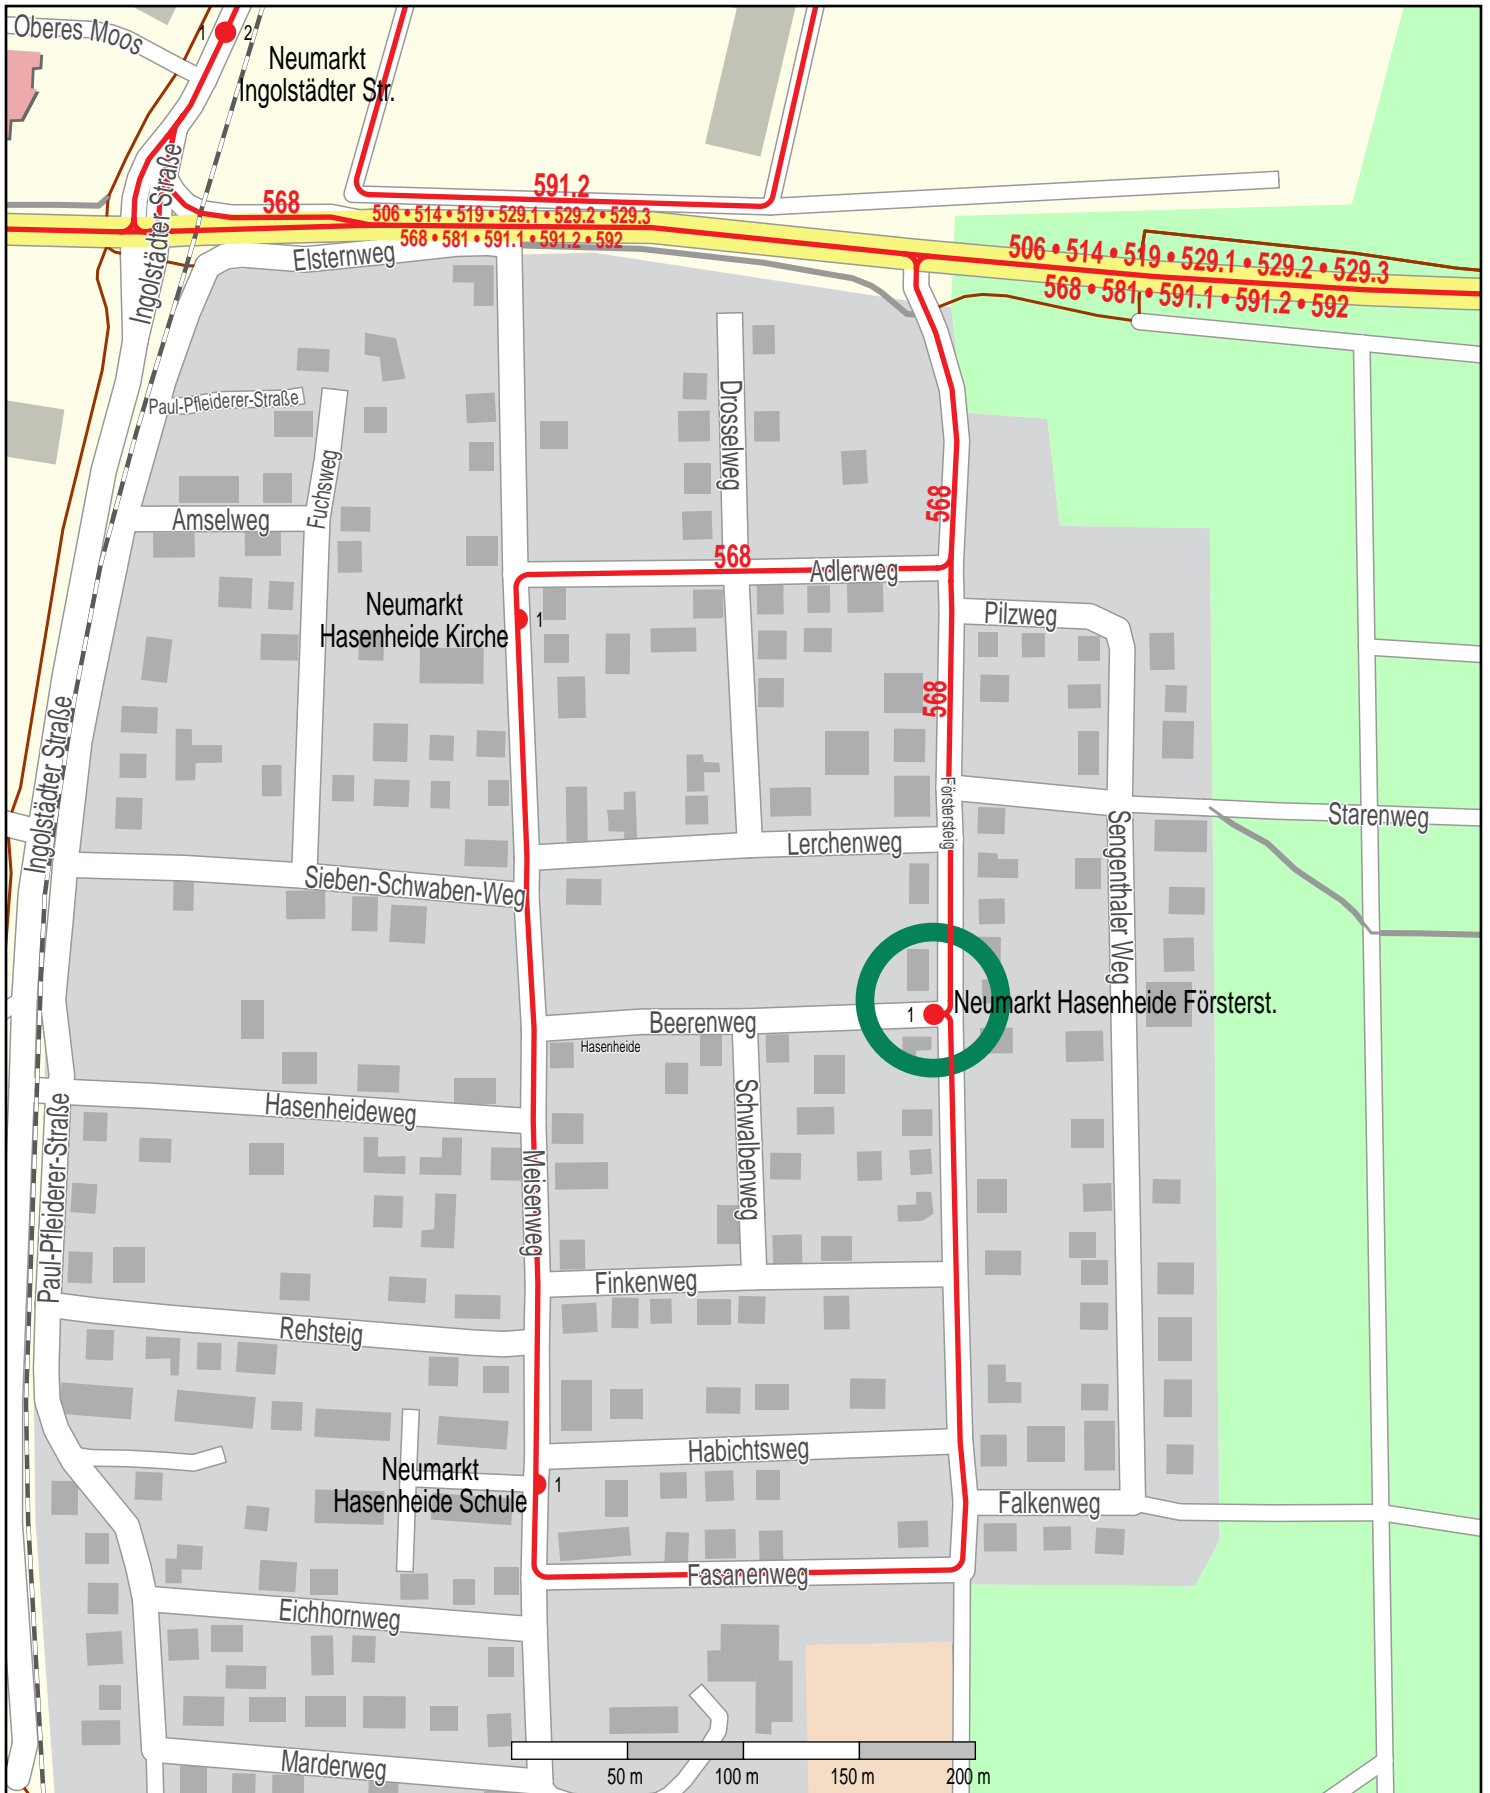 Oberes Moos
1
2
Neumarkt
Ingolstädter Str.
Ingolstädter Straße
568
591.2
506 • 514 • 519 • 529.1 • 529.2 • 529.3
568 • 581 • 591.1 • 591.2 • 592
506 • 514 • 519 • 529.1 • 529.2 • 529.3
568 • 581 • 591.1 • 591.2 • 592
Elsternweg
Paul-Pfleiderer-Straße
Drosselweg
Fuchsweg
Amselweg
568
568
Adlerweg
Neumarkt
Hasenheide Kirche
1
Pilzweg
568
Ingolstädter Straße
Förstersteig
Starenweg
Sengenthaler Weg
Lerchenweg
Sieben-Schwaben-Weg
Neumarkt Hasenheide Försterst.
1
Beerenweg
Hasenheide
Hasenheideweg
Schwalbenweg
Meisenweg
Paul-Pfleiderer-Straße
Finkenweg
Rehsteig
Habichtsweg
Neumarkt
Hasenheide Schule
1
Falkenweg
Fasanenweg
Eichhornweg
Marderweg
50 m
100 m
150 m
200 m